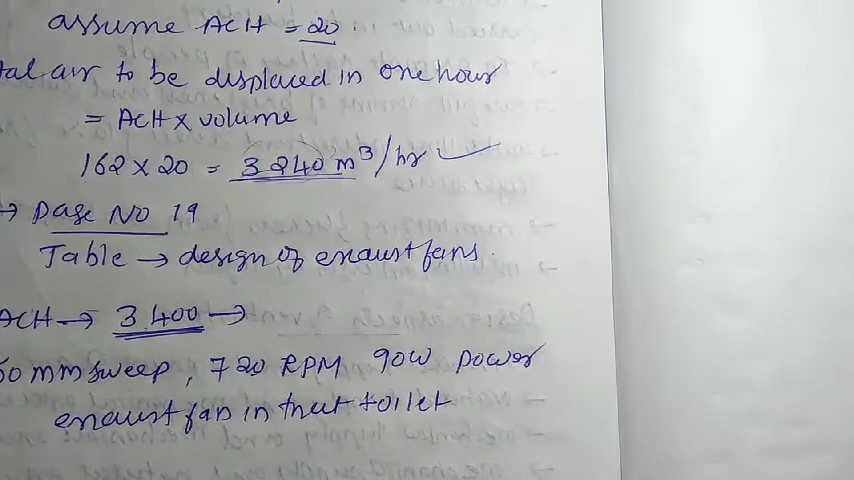 assume ACH = 20.
tal air to be displaced in one hour
= ACH x volume
162 x 20 = 3240 m³/hr
→ Page No 19
Table → design of exhaust fans.
ACH → 3400 →
50 mm sweep, 720 RPM 90W power
exhaust fan in that toilet